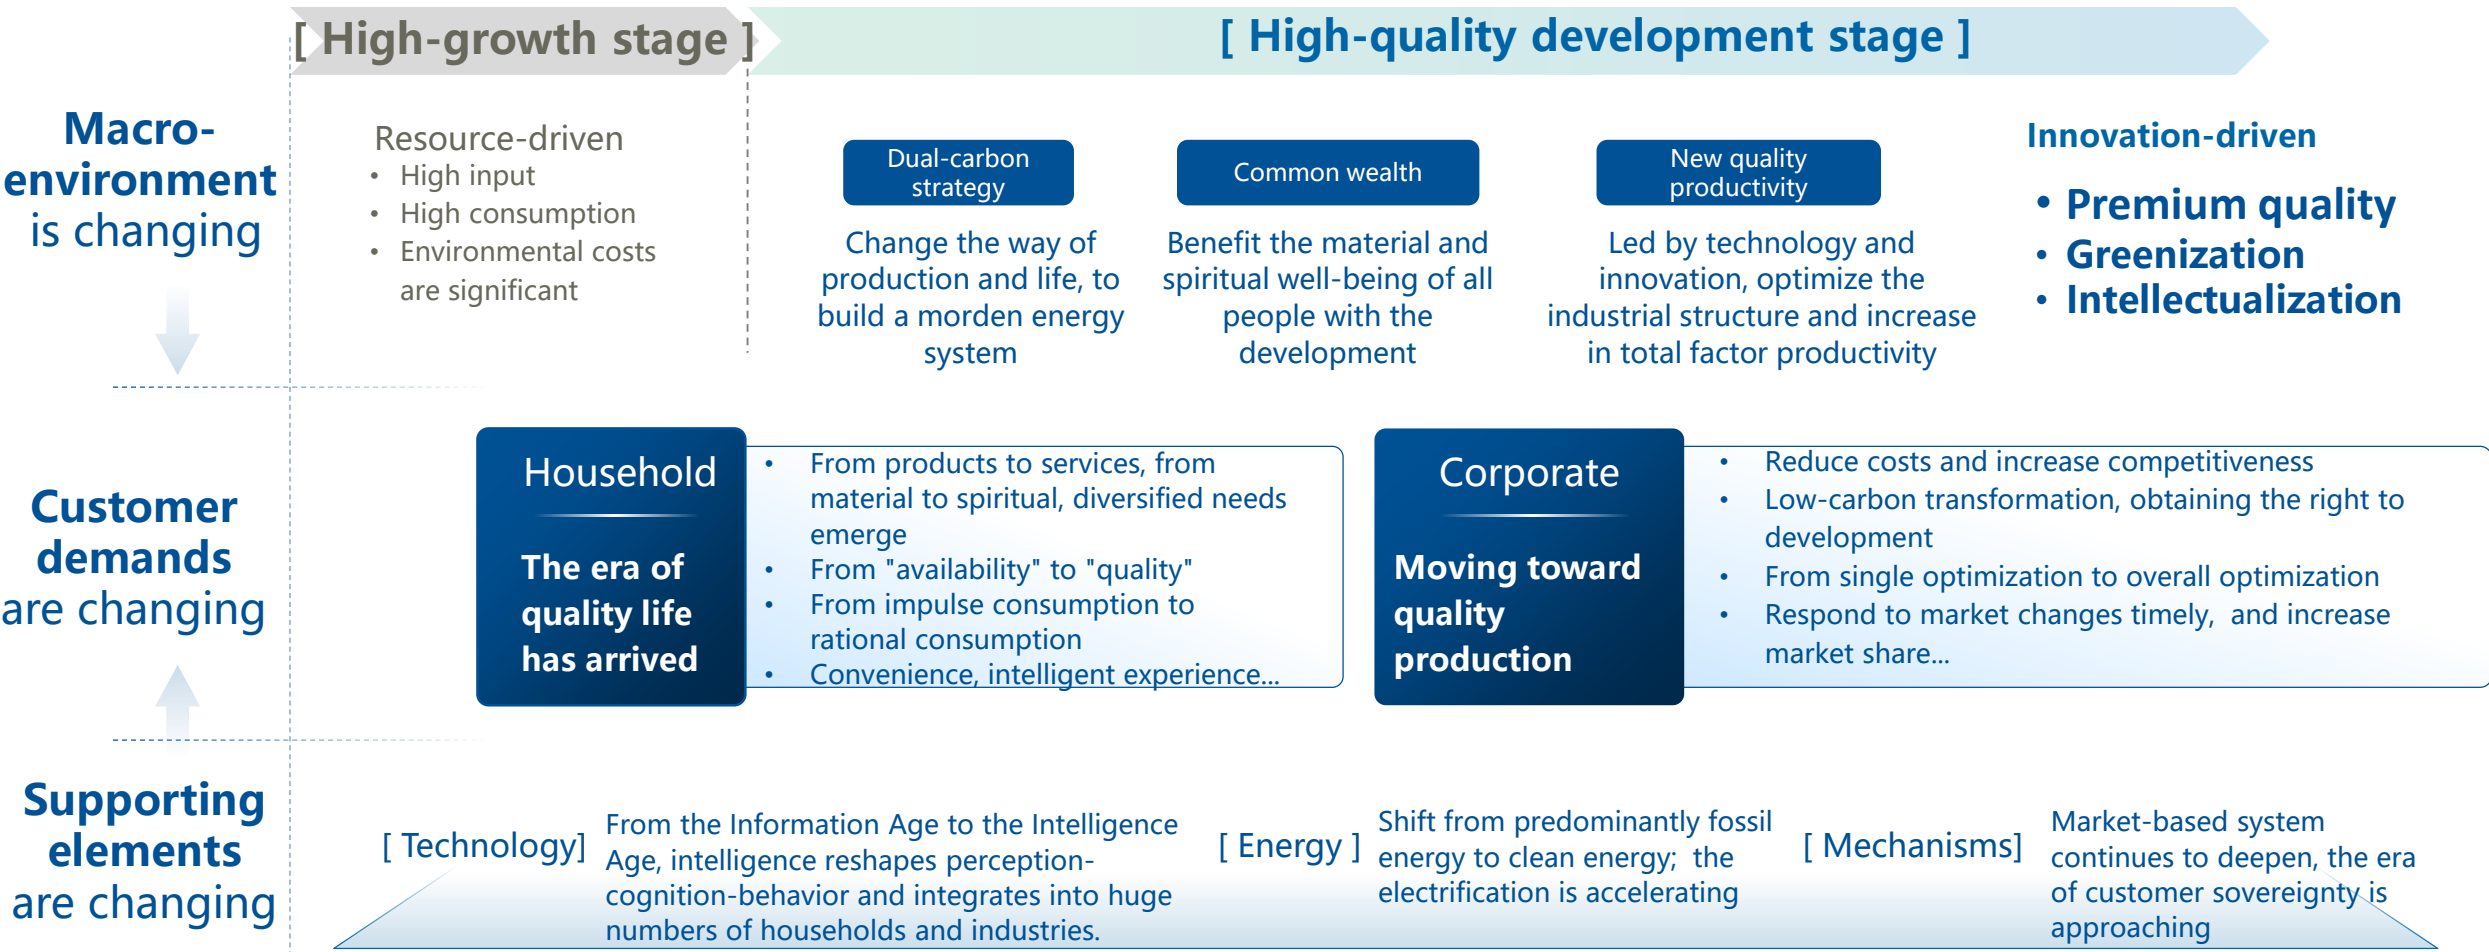 [ High-growth stage ]
[ High-quality development stage ]
Macro-
environment
is changing
Resource-driven
• High input
• High consumption
• Environmental costs
are significant
Dual-carbon
strategy
Change the way of
production and life, to
build a morden energy
system
Common wealth
Benefit the material and
spiritual well-being of all
people with the
development
New quality
productivity
Led by technology and
innovation, optimize the
industrial structure and increase
in total factor productivity
Innovation-driven
• Premium quality
• Greenization
• Intellectualization
Customer
demands
are changing
Household
The era of
quality life
has arrived
• From products to services, from
material to spiritual, diversified needs
emerge
• From "availability" to "quality"
• From impulse consumption to
rational consumption
• Convenience, intelligent experience...
Corporate
Moving toward
quality
production
• Reduce costs and increase competitiveness
• Low-carbon transformation, obtaining the right to
development
• From single optimization to overall optimization
• Respond to market changes timely,  and increase
market share...
Supporting
elements
are changing
[ Technology]
From the Information Age to the Intelligence
Age, intelligence reshapes perception-
cognition-behavior and integrates into huge
numbers of households and industries.
[ Energy ]
Shift from predominantly fossil
energy to clean energy;  the
electrification is accelerating
[ Mechanisms]
Market-based system
continues to deepen, the era
of customer sovereignty is
approaching